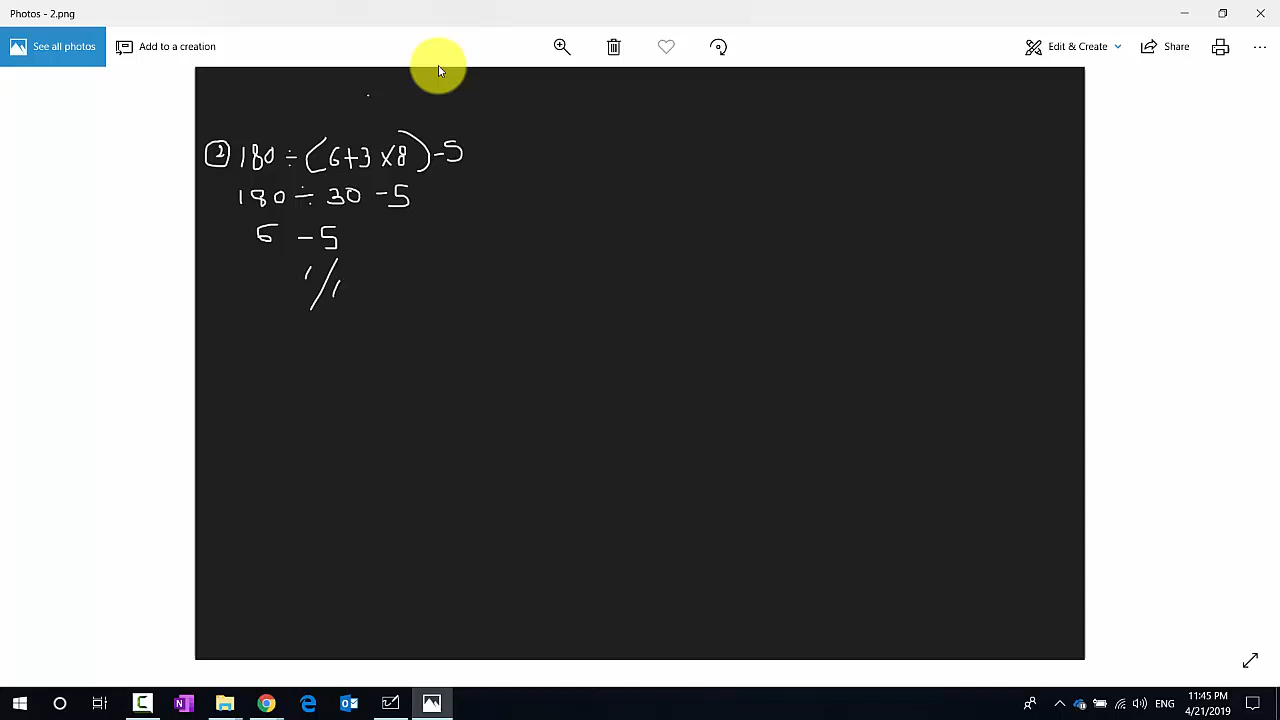 Photos - 2.png
See all photos
Add to a creation
Edit & Create
Share
② 180 ÷ (6+3×8) -5
180 ÷ 30 -5
6 -5
ENG
11:45 PM
4/21/2019